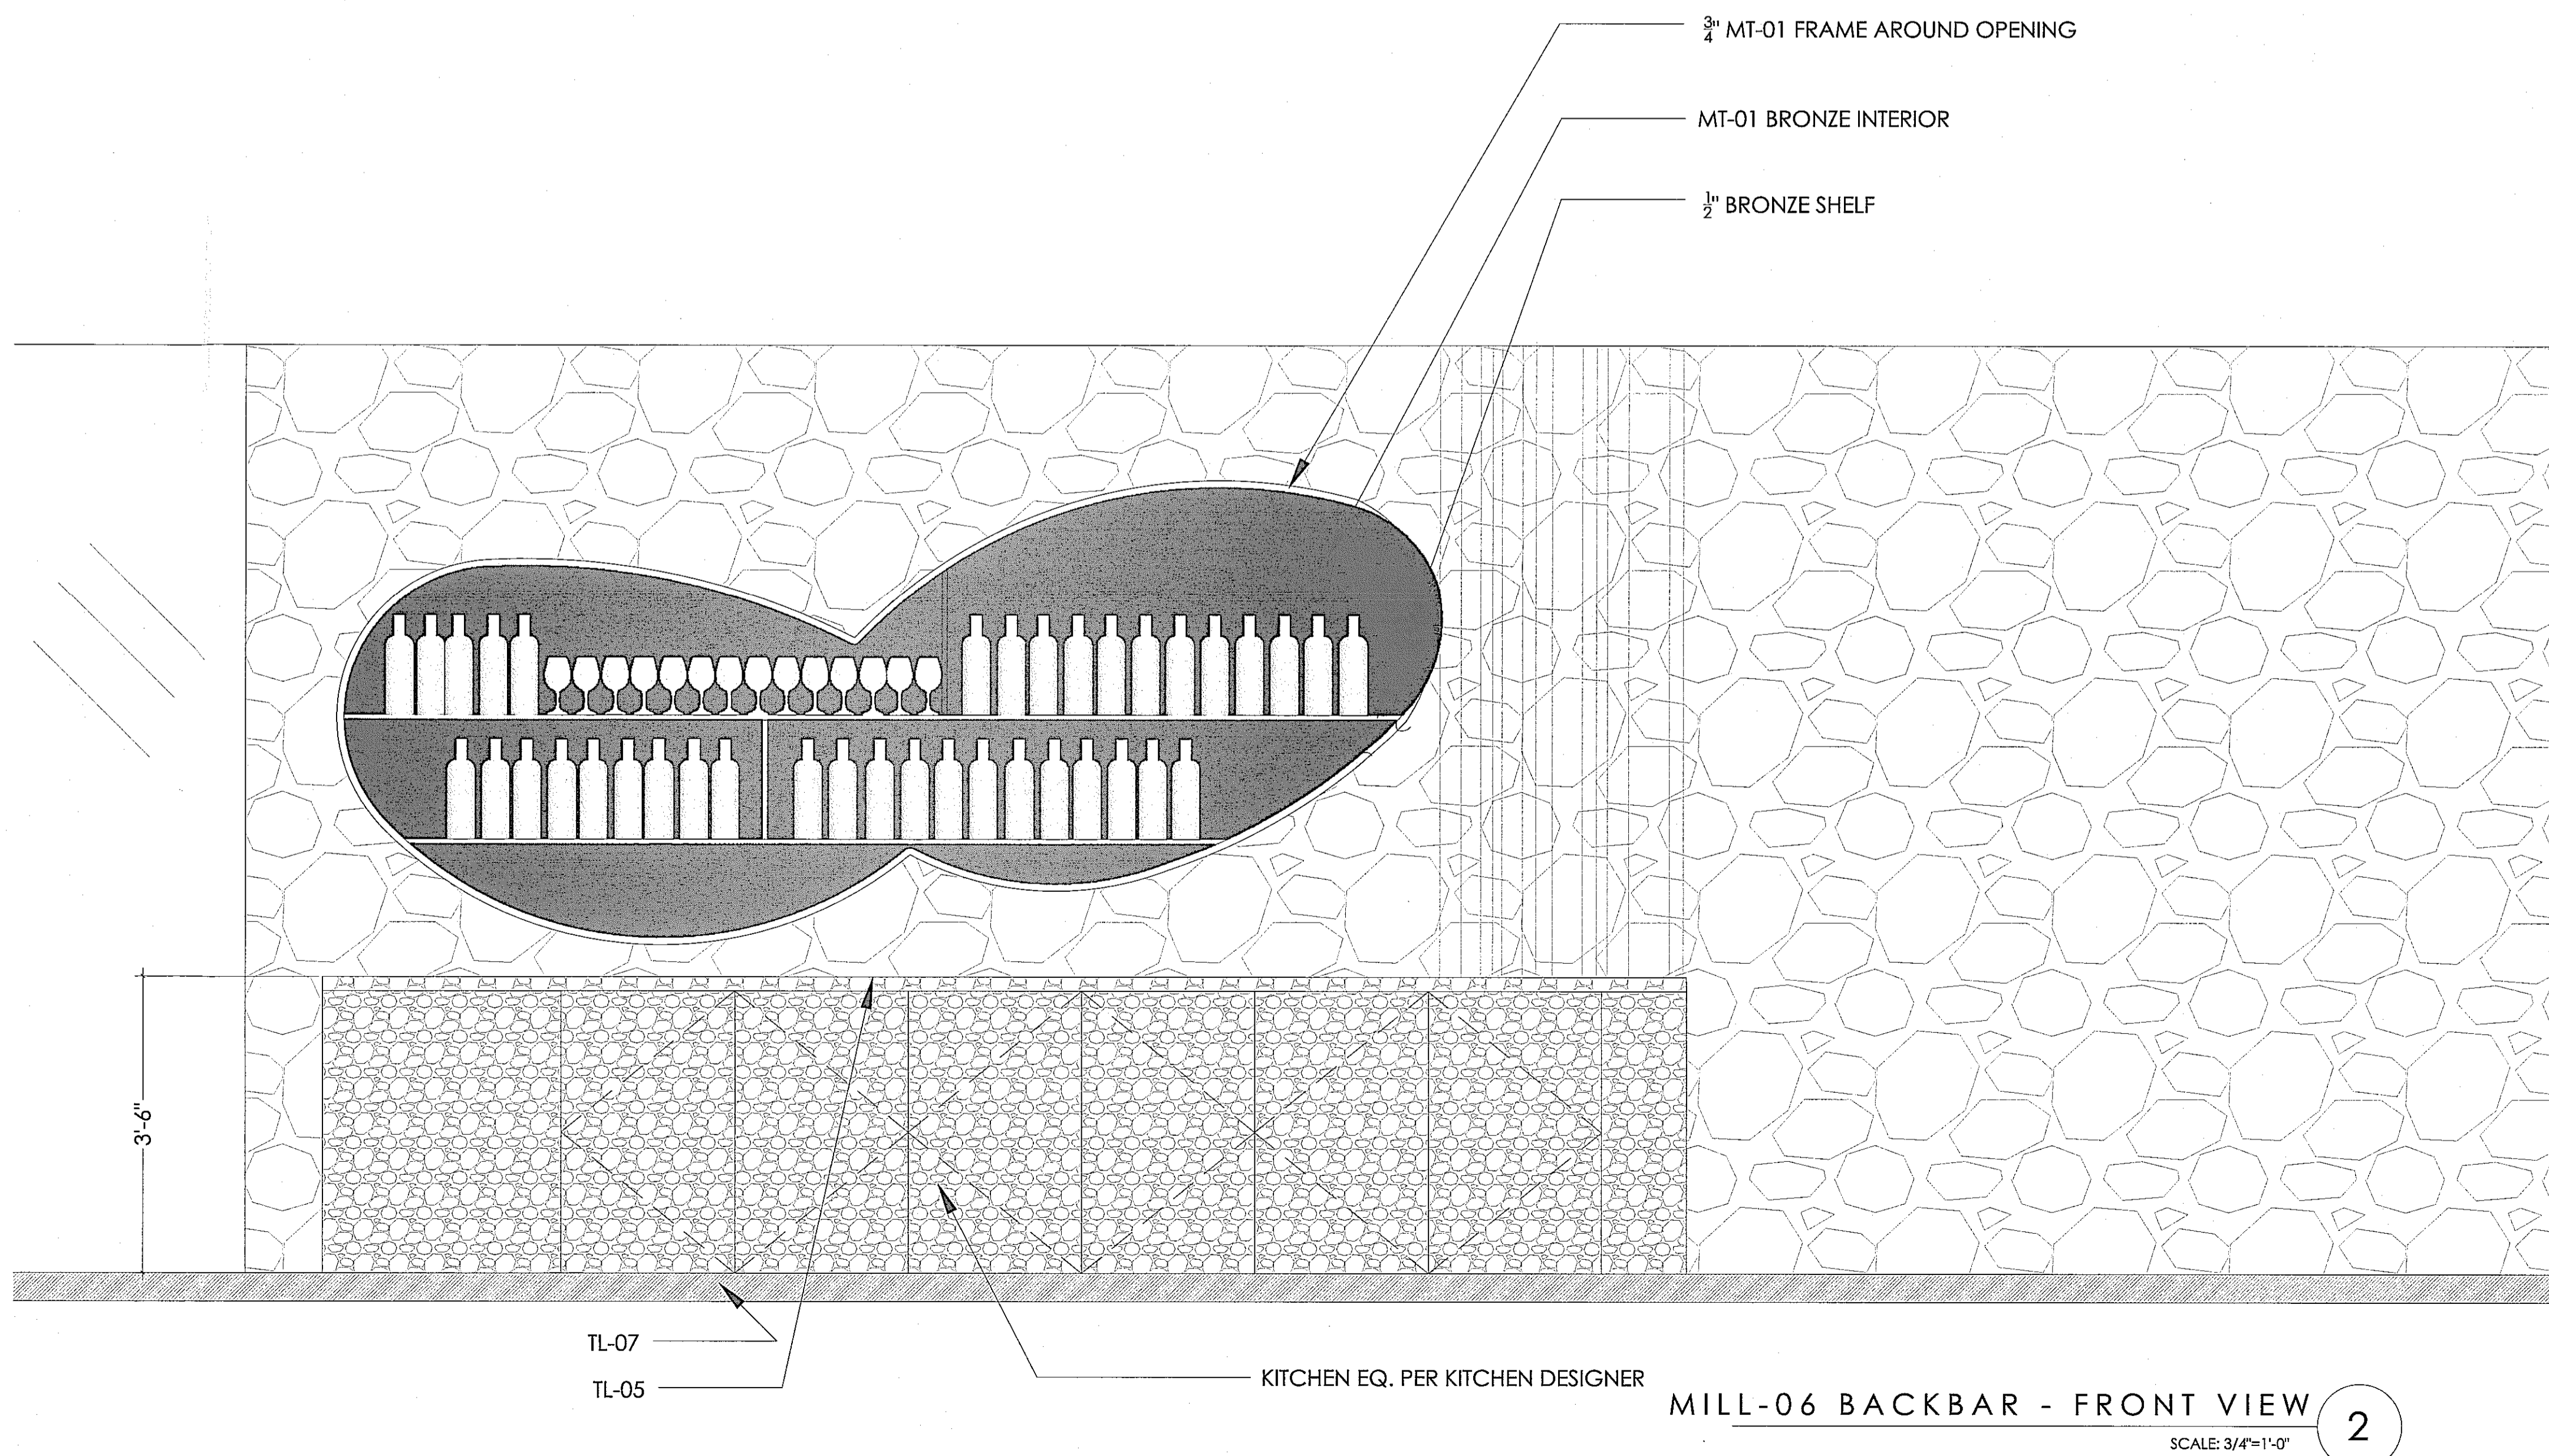 3/4" MT-01 FRAME AROUND OPENING
MT-01 BRONZE INTERIOR
1/2" BRONZE SHELF
3'-6"
TL-07
TL-05
KITCHEN EQ. PER KITCHEN DESIGNER
MILL-06 BACKBAR - FRONT VIEW
2
SCALE: 3/4"=1'-0"